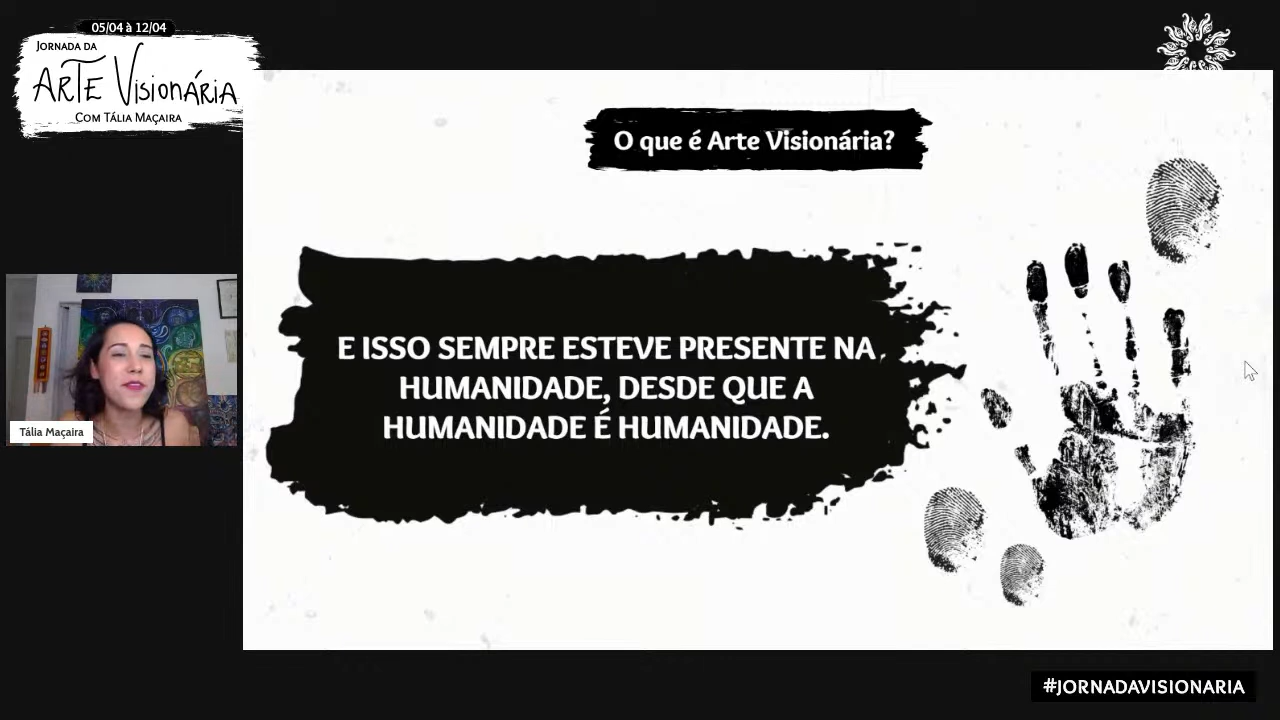 05/04 à 12/04
JORNADA DA
ARTE VISIONÁRIA
COM TÁLIA MAÇAIRA
O que é Arte Visionária?
E ISSO SEMPRE ESTEVE PRESENTE NA
HUMANIDADE, DESDE QUE A
HUMANIDADE É HUMANIDADE.
Tália Maçaira
#JORNADAVISIONARIA